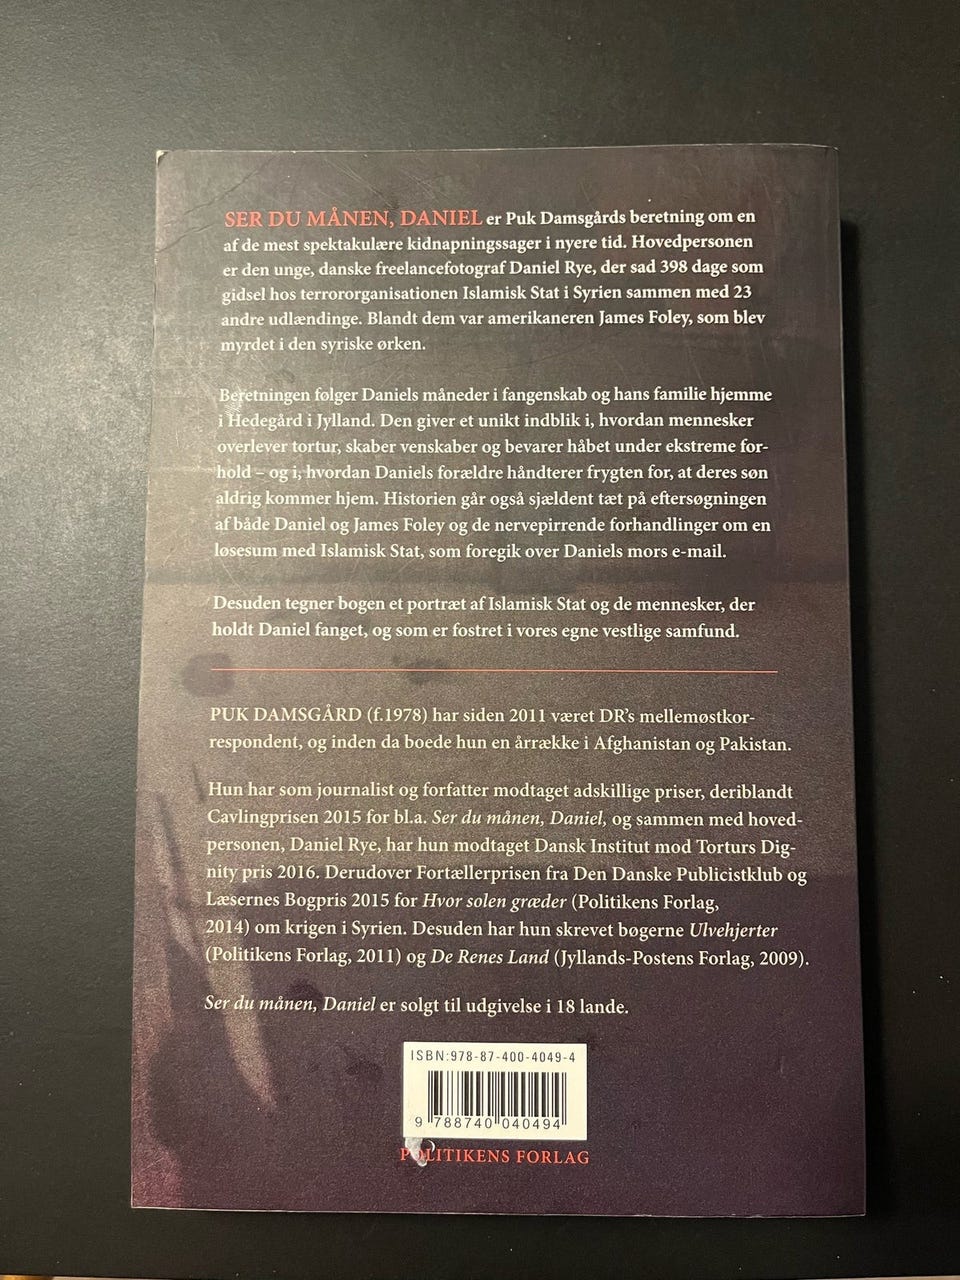 SER DU MÅNEN, DANIEL er Puk Damsgårds beretning om en
af de mest spektakulære kidnapningssager i nyere tid. Hovedpersonen
er den unge, danske freelancefotograf Daniel Rye, der sad 398 dage som
gidsel hos terrororganisationen Islamisk Stat i Syrien sammen med 23
andre udlændinge. Blandt dem var amerikaneren James Foley, som blev
myrdet i den syriske ørken.
Beretningen følger Daniels måneder i fangenskab og hans familie hjemme
i Hedegård i Jylland. Den giver et unikt indblik i, hvordan mennesker
overlever tortur, skaber venskaber og bevarer håbet under ekstreme for-
hold – og i, hvordan Daniels forældre håndterer frygten for, at deres søn
aldrig kommer hjem. Historien går også sjældent tæt på eftersøgningen
af både Daniel og James Foley og de nervepirrende forhandlinger om en
løsesum med Islamisk Stat, som foregik over Daniels mors e-mail.
Desuden tegner bogen et portræt af Islamisk Stat og de mennesker, der
holdt Daniel fanget, og som er fostret i vores egne vestlige samfund.
PUK DAMSGÅRD (f.1978) har siden 2011 været DR's mellemøstkor-
respondent, og inden da boede hun en årrække i Afghanistan og Pakistan.
Hun har som journalist og forfatter modtaget adskillige priser, deriblandt
Cavlingprisen 2015 for bl.a. Ser du månen, Daniel, og sammen med hoved-
personen, Daniel Rye, har hun modtaget Dansk Institut mod Torturs Dig-
nity pris 2016. Derudover Fortællerprisen fra Den Danske Publicistklub og
Læsernes Bogpris 2015 for Hvor solen græder (Politikens Forlag,
2014) om krigen i Syrien. Desuden har hun skrevet bøgerne Ulvehjerter
(Politikens Forlag, 2011) og De Renes Land (Jyllands-Postens Forlag, 2009).
Ser du månen, Daniel er solgt til udgivelse i 18 lande.
ISBN:978-87-400-4049-4
9 788740 040494
POLITIKENS FORLAG